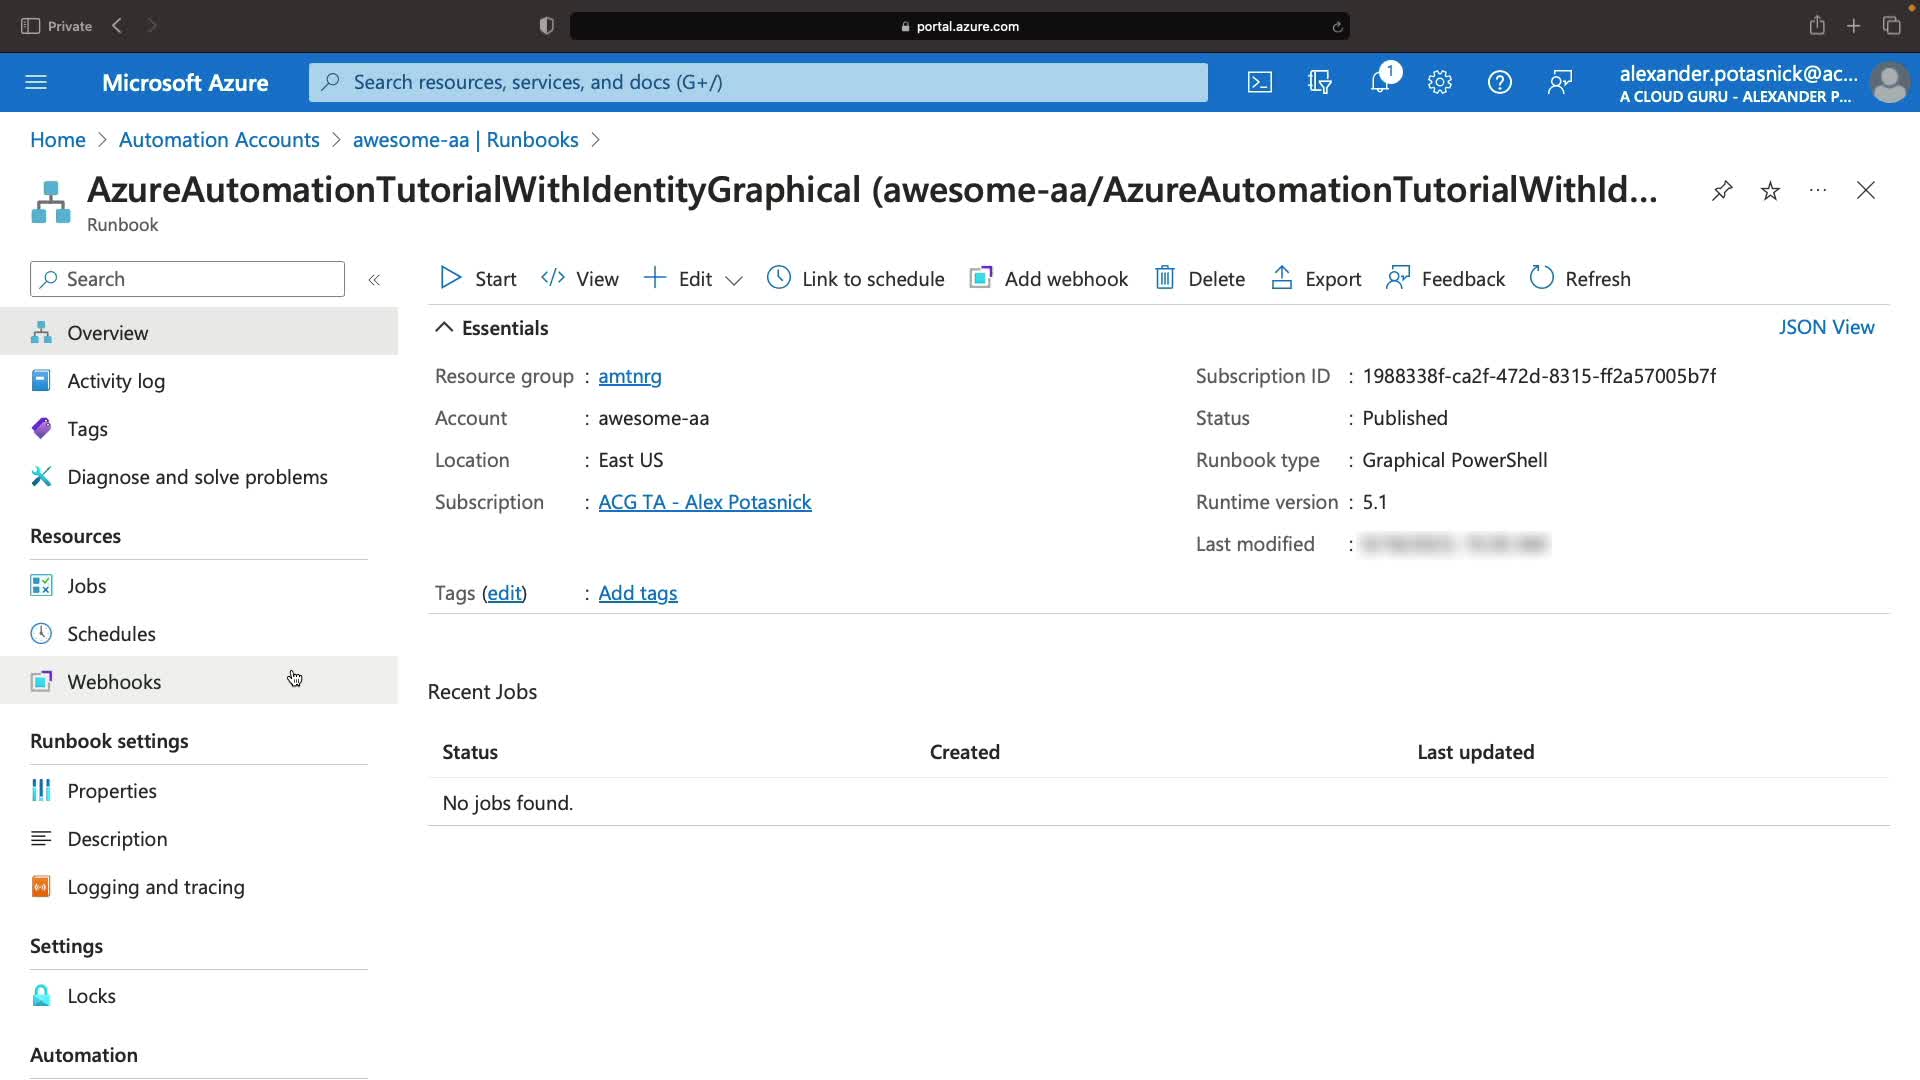 Private
portal.azure.com
Microsoft Azure
Search resources, services, and docs (G+/)
1
alexander.potasnick@ac...
A CLOUD GURU - ALEXANDER P...
Home > Automation Accounts > awesome-aa | Runbooks >
AzureAutomationTutorialWithIdentityGraphical (awesome-aa/AzureAutomationTutorialWithId...
Runbook
Search
Start
View
Edit
Link to schedule
Add webhook
Delete
Export
Feedback
Refresh
Overview
Activity log
Tags
Diagnose and solve problems
Resources
Jobs
Schedules
Webhooks
Runbook settings
Properties
Description
Logging and tracing
Settings
Locks
Automation
Essentials
JSON View
Resource group : amtnrg
Account : awesome-aa
Location : East US
Subscription : ACG TA - Alex Potasnick
Subscription ID : 1988338f-ca2f-472d-8315-ff2a57005b7f
Status : Published
Runbook type : Graphical PowerShell
Runtime version : 5.1
Last modified :
Tags (edit) : Add tags
Recent Jobs
Status Created Last updated
No jobs found.